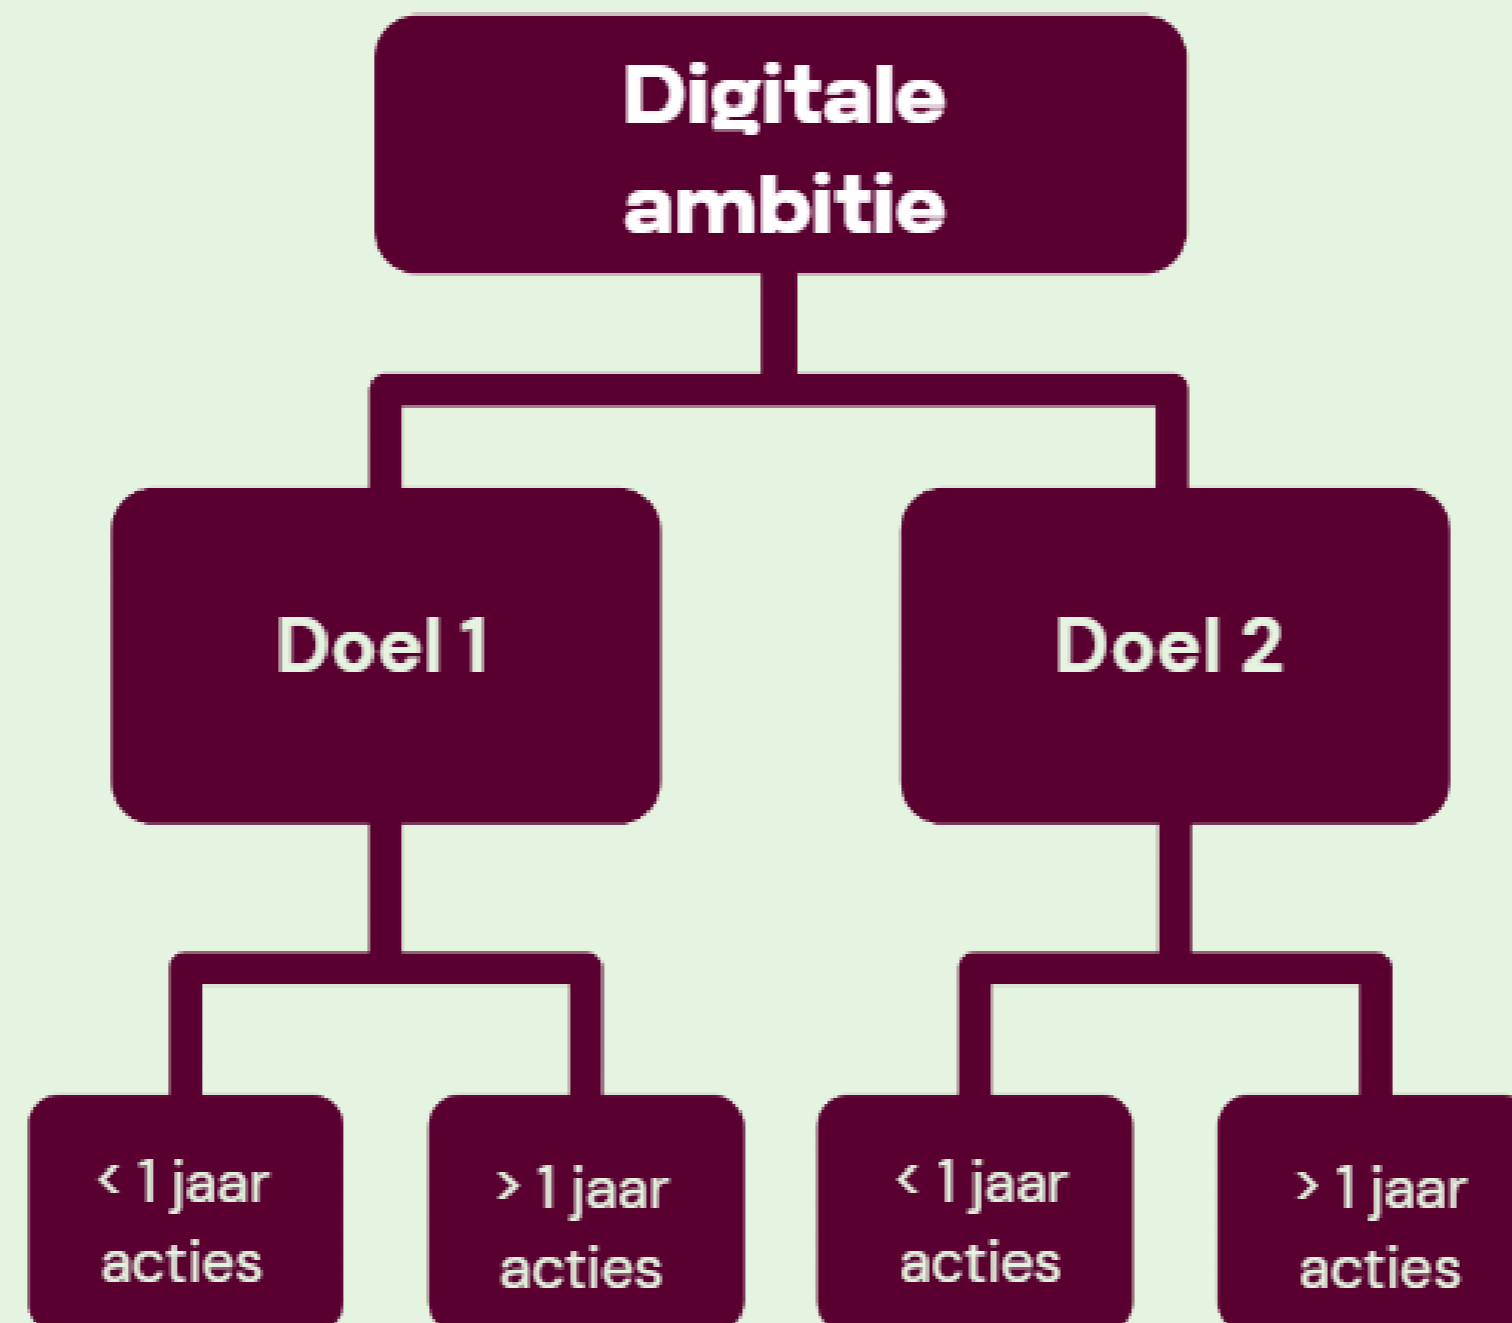 Digitale
ambitie
Doel 1
Doel 2
< 1 jaar
acties
> 1 jaar
acties
< 1 jaar
acties
> 1 jaar
acties